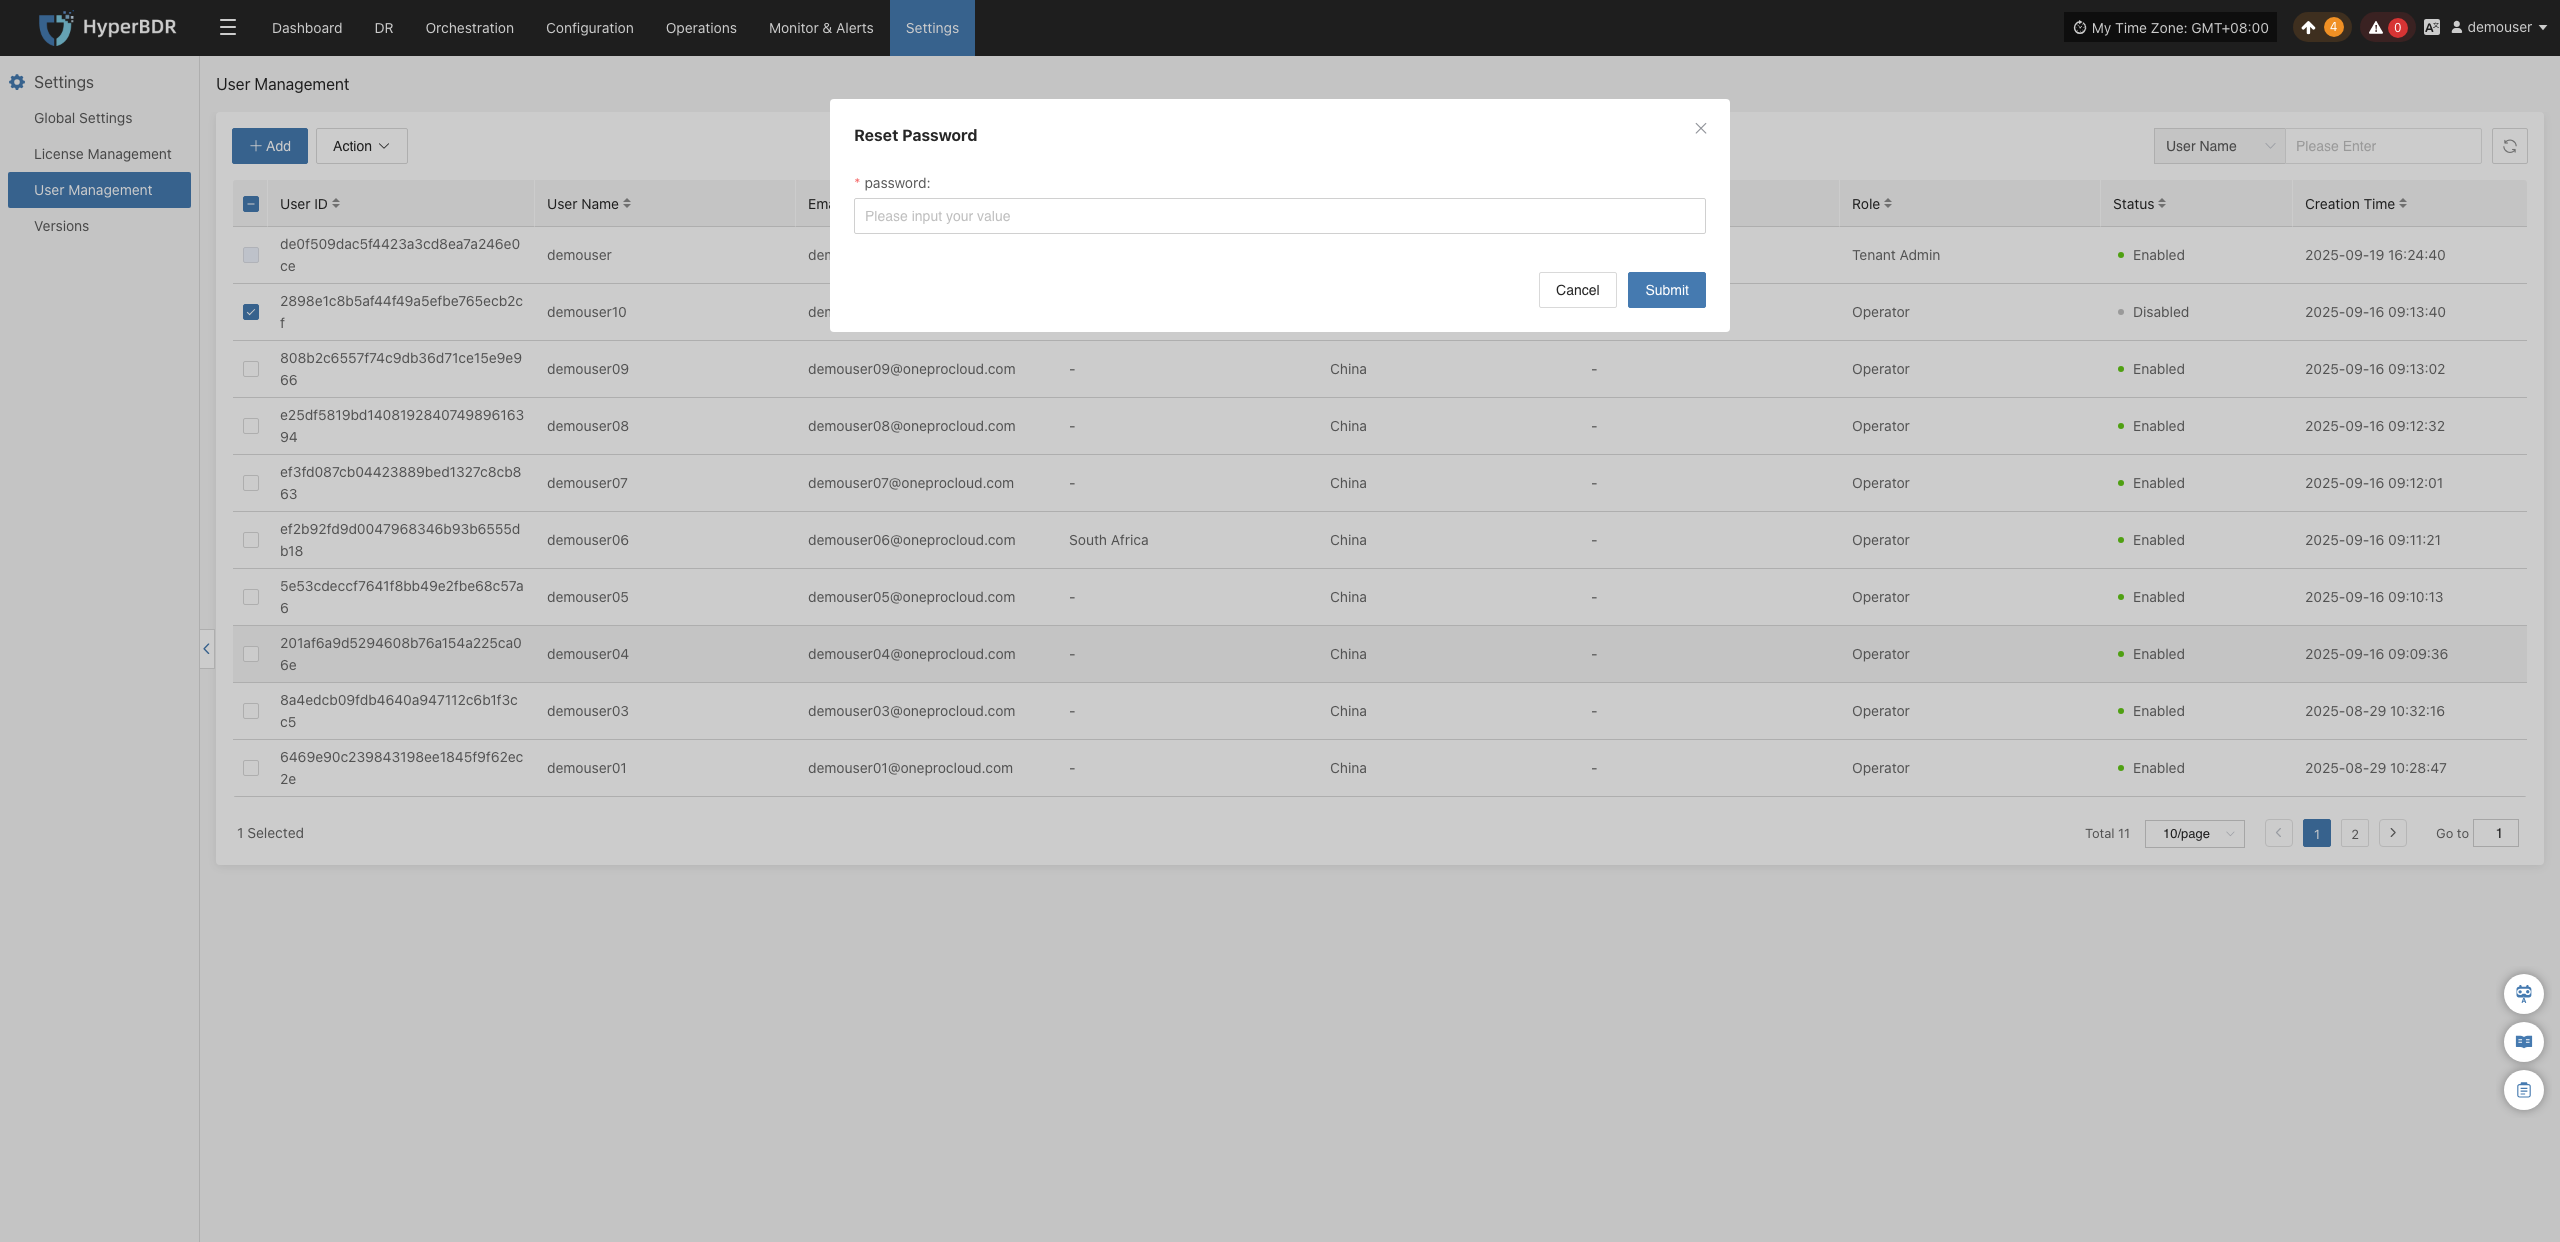 HyperBDR
Dashboard DR Orchestration Configuration Operations Monitor & Alerts Settings
My Time Zone: GMT+08:00 4 0 demouser
Settings
Global Settings
License Management
User Management
Versions
User Management
Reset Password
* password:
Please input your value
Cancel Submit
Add Action
User Name Please Enter
User ID User Name Ema Role Status Creation Time
de0f509dac5f4423a3cd8ea7a246e0
ce
demouser den Tenant Admin Enabled 2025-09-19 16:24:40
2898e1c8b5af44f49a5efbe765ecb2c
f
demouser10 den Operator Disabled 2025-09-16 09:13:40
808b2c6557f74c9db36d71ce15e9e9
66
demouser09 demouser09@oneprocloud.com - China - Operator Enabled 2025-09-16 09:13:02
e25df5819bd1408192840749896163
94
demouser08 demouser08@oneprocloud.com - China - Operator Enabled 2025-09-16 09:12:32
ef3fd087cb04423889bed1327c8cb8
63
demouser07 demouser07@oneprocloud.com - China - Operator Enabled 2025-09-16 09:12:01
ef2b92fd9d0047968346b93b6555d
b18
demouser06 demouser06@oneprocloud.com South Africa China - Operator Enabled 2025-09-16 09:11:21
5e53cdeccf7641f8bb49e2fbe68c57a
6
demouser05 demouser05@oneprocloud.com - China - Operator Enabled 2025-09-16 09:10:13
201af6a9d5294608b76a154a225ca0
6e
demouser04 demouser04@oneprocloud.com - China - Operator Enabled 2025-09-16 09:09:36
8a4edcb09fdb4640a947112c6b1f3c
c5
demouser03 demouser03@oneprocloud.com - China - Operator Enabled 2025-08-29 10:32:16
6469e90c239843198ee1845f9f62ec
2e
demouser01 demouser01@oneprocloud.com - China - Operator Enabled 2025-08-29 10:28:47
1 Selected
Total 11 10/page 1 2 Go to 1